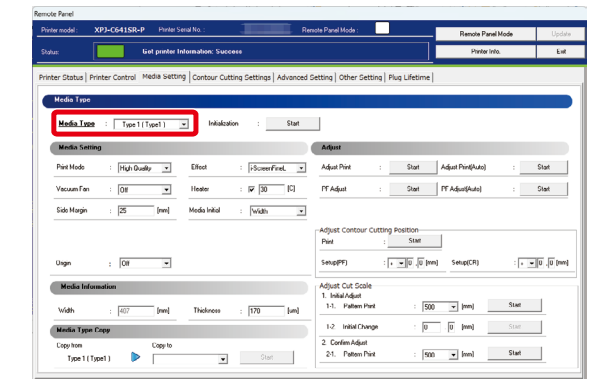 Remote Panel
Printer model : XPJ-C641SR-P Printer Serial No. : Remote Panel Mode : Remote Panel Mode Update
Status: Got printer Information: Success Printer Info. Exit
Printer Status Printer Control Media Setting Contour Cutting Settings Advanced Setting Other Setting Plug Lifetime
Media Type
Media Type : Type 1 ( Type1 ) Initialization : Start
Media Setting Adjust
Print Mode : High Quality Effect : i-ScreenFineL Adjust Print : Start Adjust Print(Auto) : Start
Vacuum Fan : Off Heater : 30 [C] PF Adjust : Start PF Adjust(Auto) : Start
Side Margin : 25 [mm] Media Initial : Width
Adjust Contour Cutting Position
Print : Start
Origin : Off Setup(PF) : + 0 . 0 [mm] Setup(CR) : + 0 . 0 [mm]
Media Information Adjust Cut Scale
1. Initial Adjust
Width : 407 [mm] Thickness : 170 [um] 1-1. Pattern Print : 500 [mm] Start
Media Type Copy 1-2 Initial Change : 0 0 [mm] Start
Copy from Copy to 2. Confirm Adjust
Type 1 ( Type1 ) Start 2-1. Pattern Print : 500 [mm] Start